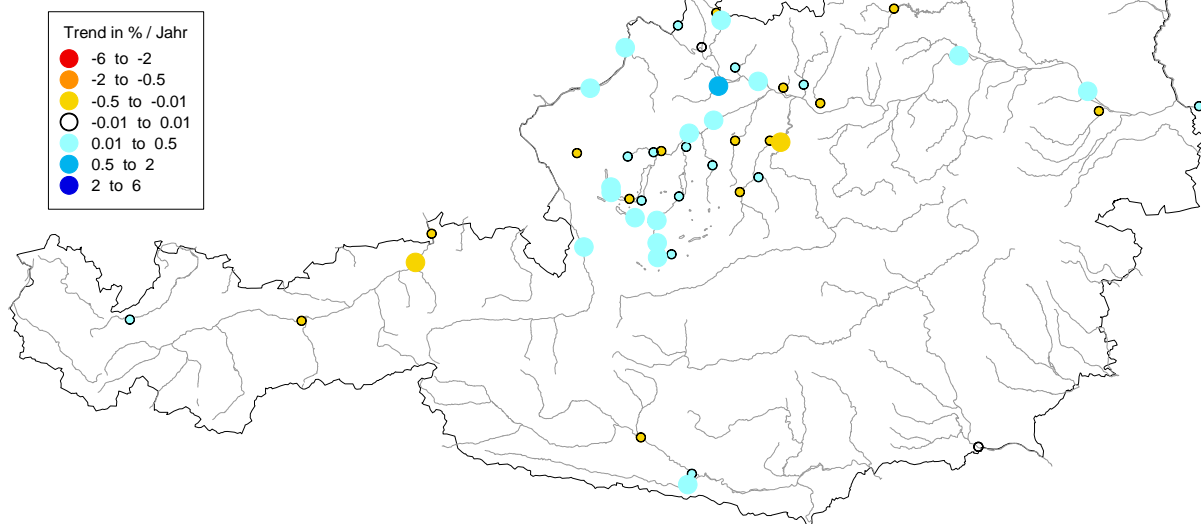 Trend in % / Jahr
-6 to -2
-2 to -0.5
-0.5 to -0.01
-0.01 to 0.01
0.01 to 0.5
0.5 to 2
2 to 6